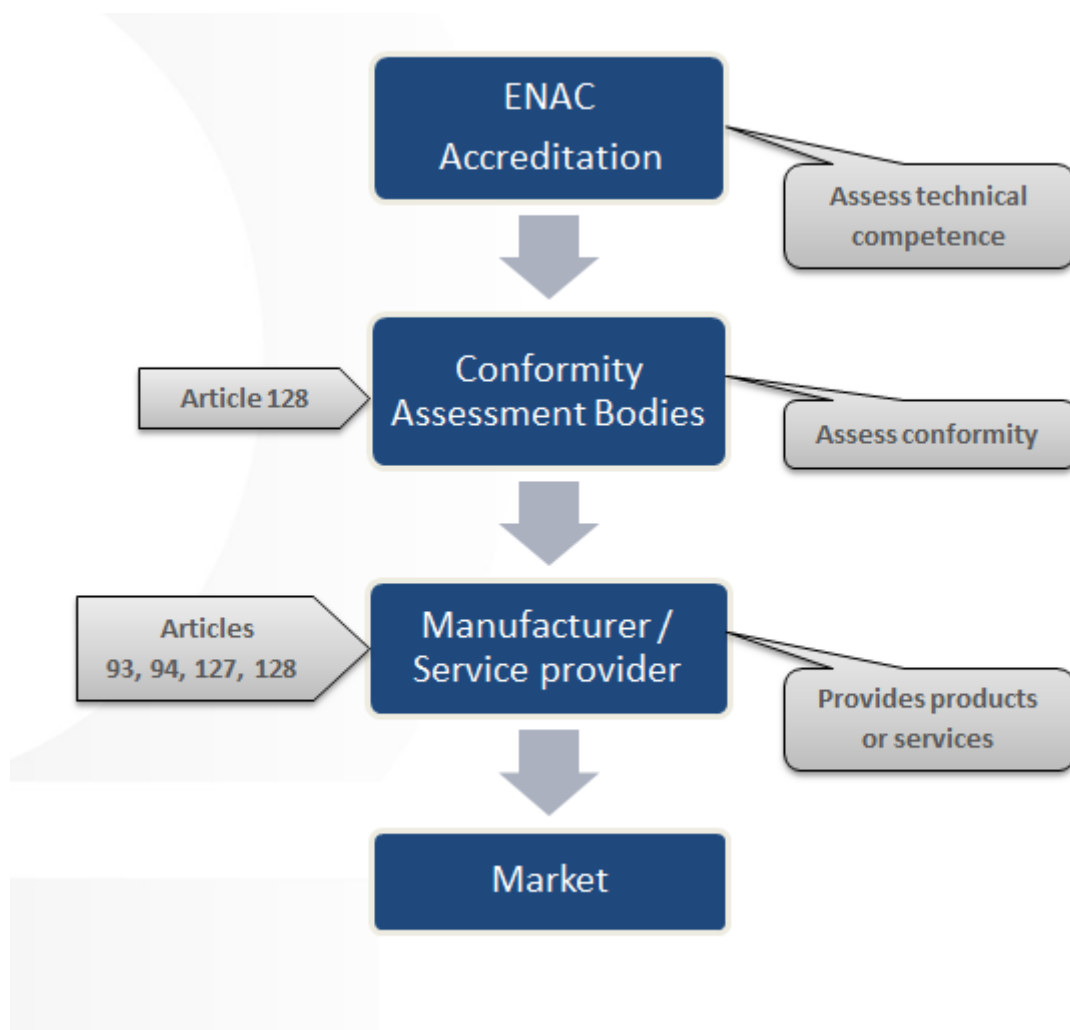 ENAC
Accreditation
Assess technical
competence
Conformity
Assessment Bodies
Article 128
Assess conformity
Manufacturer /
Service provider
Articles
93, 94, 127, 128
Provides products
or services
Market